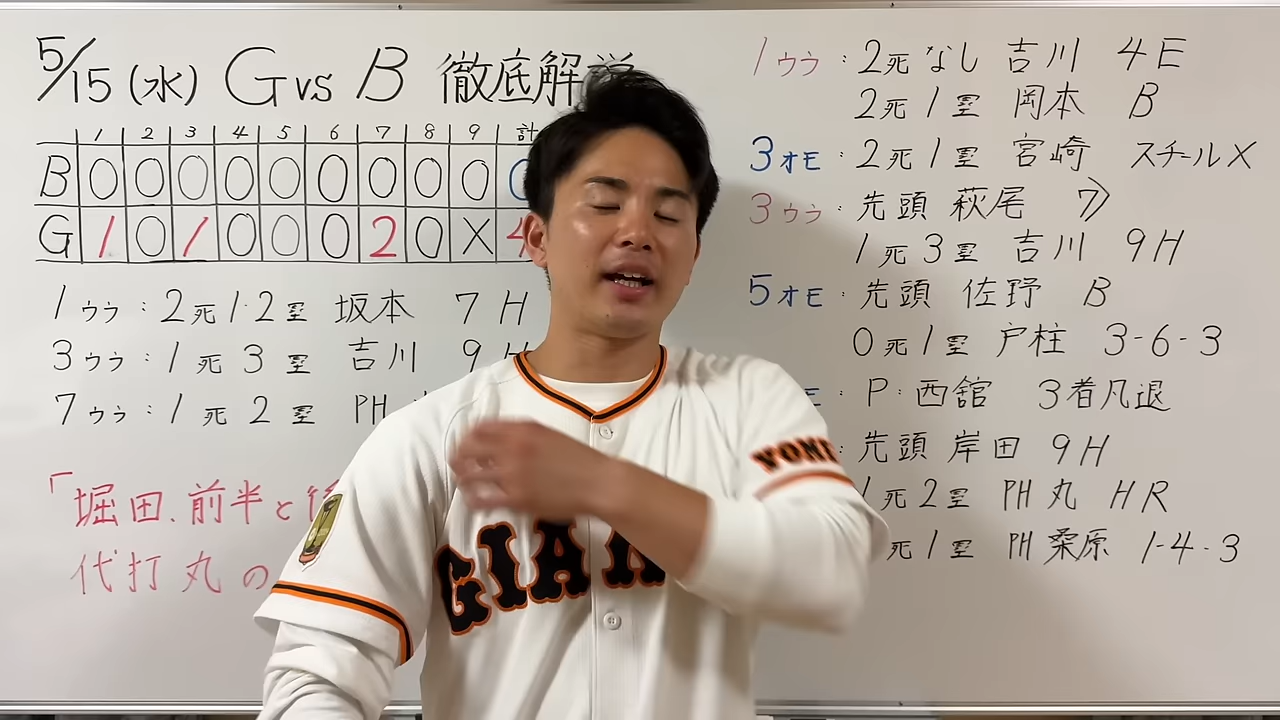 5/15(水) G vs B 徹底解説
1 2 3 4 5 6 7 8 9 計
B 0 0 0 0 0 0 0 0 0 0
G 1 0 1 0 0 0 2 0 X 4
1ウラ:2死1.2塁 坂本 7H
3ウラ:1死3塁 吉川 9H
7ウラ:1死2塁 PH
「堀田.前半と
代打丸の
1ウラ:2死なし 吉川 4E
2死1塁 岡本 B
3オモ:2死1塁 宮崎 スチールX
3ウラ:先頭 萩尾 7》
1死3塁 吉川 9H
5オモ:先頭 佐野 B
0死1塁 戸柱 3-6-3
P:西舘 3者凡退
先頭 岸田 9H
1死2塁 PH丸 HR
死1塁 PH桑原 1-4-3
GIAN
YOMI